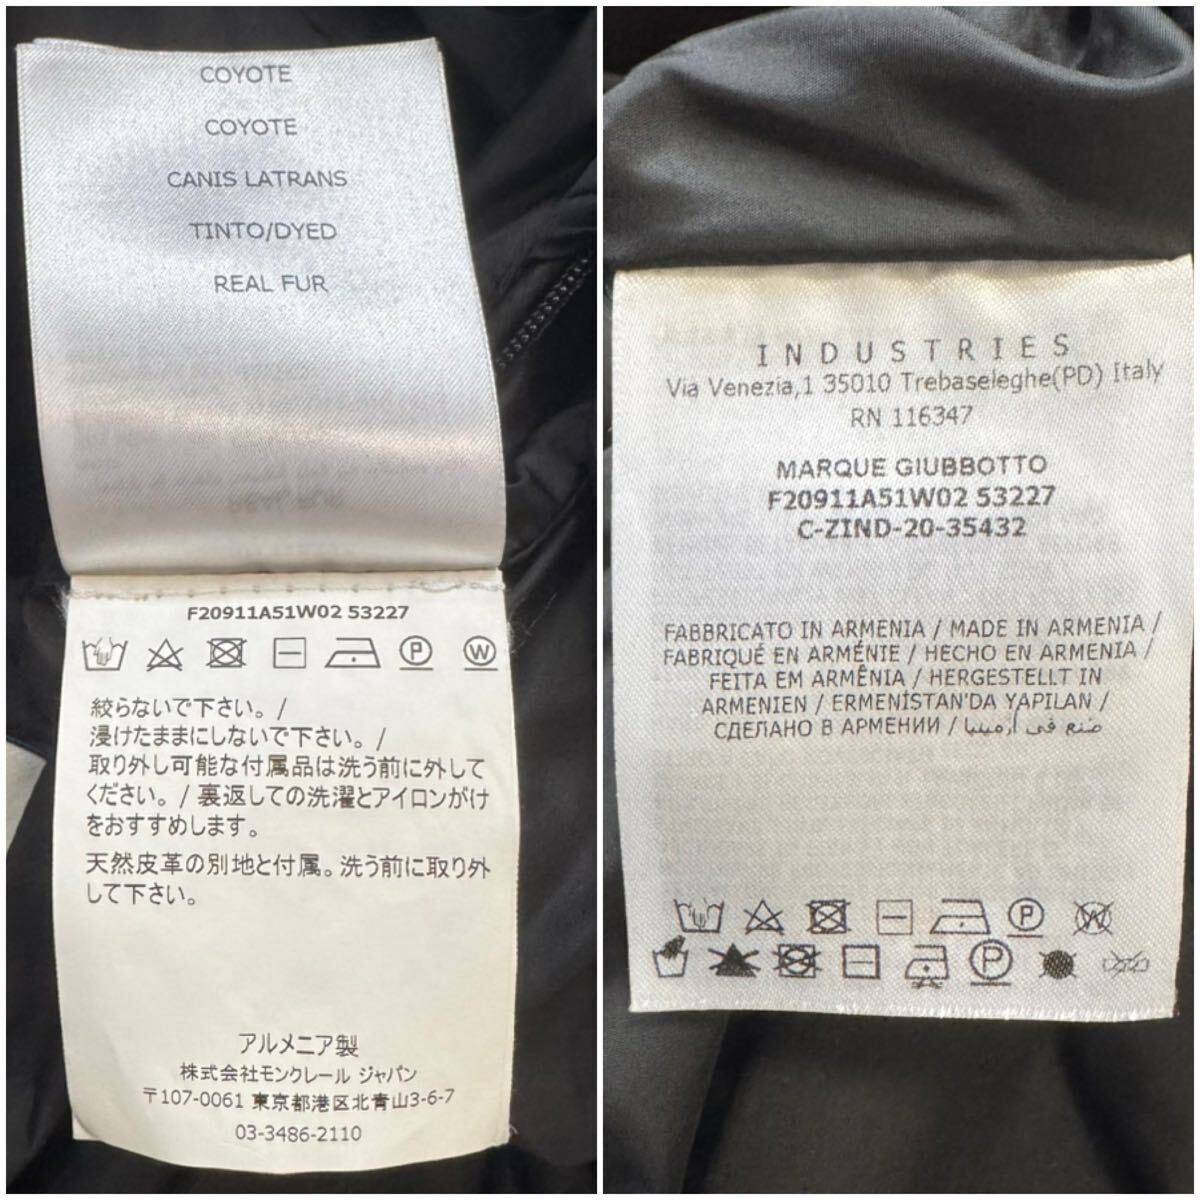 COYOTE
COYOTE
CANIS LATRANS
TINTO/DYED
REAL FUR
F20911A51W02 53227
P
W
絞らないで下さい。/
浸けたままにしないで下さい。/
取り外し可能な付属品は洗う前に外して
ください。/ 裏返しての洗濯とアイロンがけ
をおすすめします。
天然皮革の別地と付属。洗う前に取り外
して下さい。
アルメニア製
株式会社モンクレール ジャパン
〒107-0061 東京都港区北青山3-6-7
03-3486-2110
INDUSTRIES
Via Venezia,1 35010 Trebaseleghe(PD) Italy
RN 116347
MARQUE GIUBBOTTO
F20911A51W02 53227
C-ZIND-20-35432
FABBRICATO IN ARMENIA / MADE IN ARMENIA /
FABRIQUÉ EN ARMÉNIE / HECHO EN ARMENIA /
FEITA EM ARMÊNIA / HERGESTELLT IN
ARMENIEN / ERMENİSTAN'DA YAPILAN /
СДЕЛАНО В АРМЕНИИ / صنع في أرمينيا
P
W
P